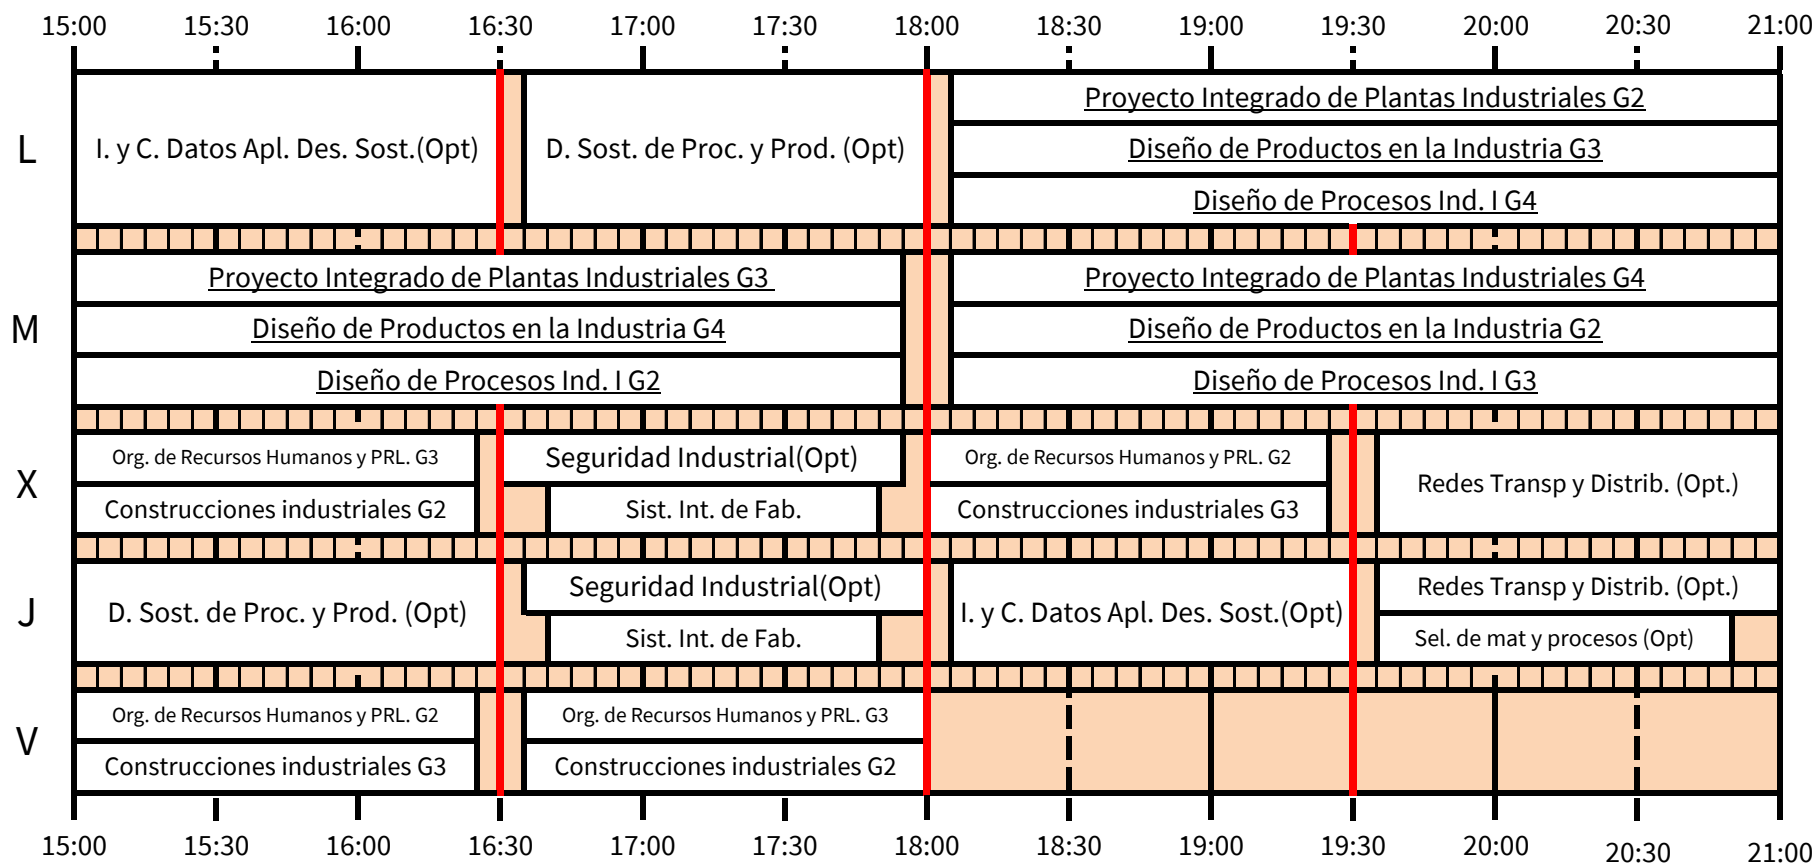 15:00 15:30 16:00 16:30 17:00 17:30 18:00 18:30 19:00 19:30 20:00 20:30 21:00
L
I. y C. Datos Apl. Des. Sost.(Opt)
D. Sost. de Proc. y Prod. (Opt)
Proyecto Integrado de Plantas Industriales G2
Diseño de Productos en la Industria G3
Diseño de Procesos Ind. I G4
M
Proyecto Integrado de Plantas Industriales G3
Diseño de Productos en la Industria G4
Diseño de Procesos Ind. I G2
Proyecto Integrado de Plantas Industriales G4
Diseño de Productos en la Industria G2
Diseño de Procesos Ind. I G3
X
Org. de Recursos Humanos y PRL. G3
Construcciones industriales G2
Seguridad Industrial(Opt)
Sist. Int. de Fab.
Org. de Recursos Humanos y PRL. G2
Construcciones industriales G3
Redes Transp y Distrib. (Opt.)
J
D. Sost. de Proc. y Prod. (Opt)
Seguridad Industrial(Opt)
Sist. Int. de Fab.
I. y C. Datos Apl. Des. Sost.(Opt)
Redes Transp y Distrib. (Opt.)
Sel. de mat y procesos (Opt)
V
Org. de Recursos Humanos y PRL. G2
Construcciones industriales G3
Org. de Recursos Humanos y PRL. G3
Construcciones industriales G2
15:00 15:30 16:00 16:30 17:00 17:30 18:00 18:30 19:00 19:30 20:00 20:30 21:00